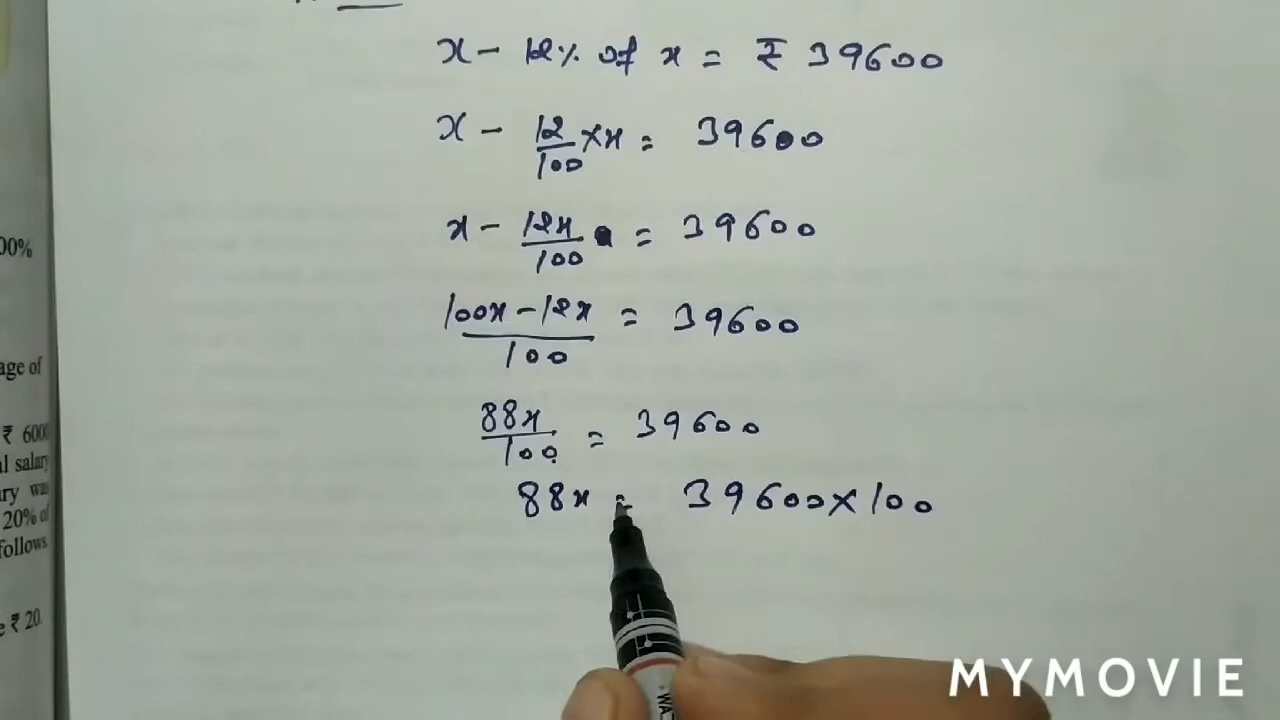 x - 12% of x = ₹ 39600
x - 12/100 × x = 39600
x - 12x/100 = 39600
100x - 12x/100 = 39600
88x/100 = 39600
88x = 39600 × 100
00%
age of
₹ 6000
al salary
ary was
20% of
follows.
₹ 20.
MYMOVIE